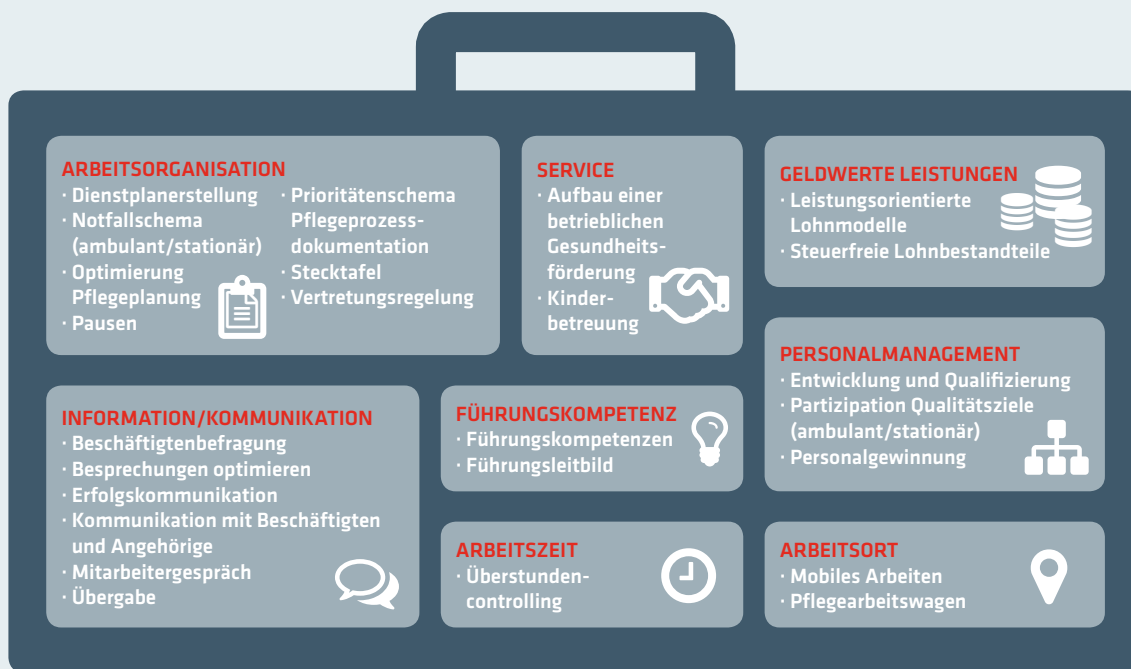 ARBEITSORGANISATION
· Dienstplanerstellung
· Notfallschema
(ambulant/stationär)
· Optimierung
Pflegeplanung
· Pausen
· Prioritätenschema
Pflegeprozess-
dokumentation
· Stecktafel
· Vertretungsregelung
SERVICE
· Aufbau einer
betrieblichen
Gesundheits-
förderung
· Kinder-
betreuung
GELDWERTE LEISTUNGEN
· Leistungsorientierte
Lohnmodelle
· Steuerfreie Lohnbestandteile
PERSONALMANAGEMENT
· Entwicklung und Qualifizierung
· Partizipation Qualitätsziele
(ambulant/stationär)
· Personalgewinnung
INFORMATION/KOMMUNIKATION
· Beschäftigtenbefragung
· Besprechungen optimieren
· Erfolgskommunikation
· Kommunikation mit Beschäftigten
und Angehörige
· Mitarbeitergespräch
· Übergabe
FÜHRUNGSKOMPETENZ
· Führungskompetenzen
· Führungsleitbild
ARBEITSZEIT
· Überstunden-
controlling
ARBEITSORT
· Mobiles Arbeiten
· Pflegearbeitswagen